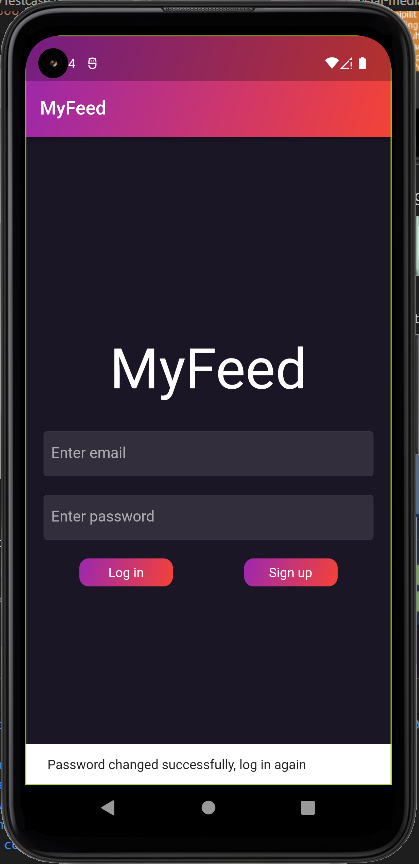 4
MyFeed
MyFeed
Enter email
Enter password
Log in
Sign up
Password changed successfully, log in again